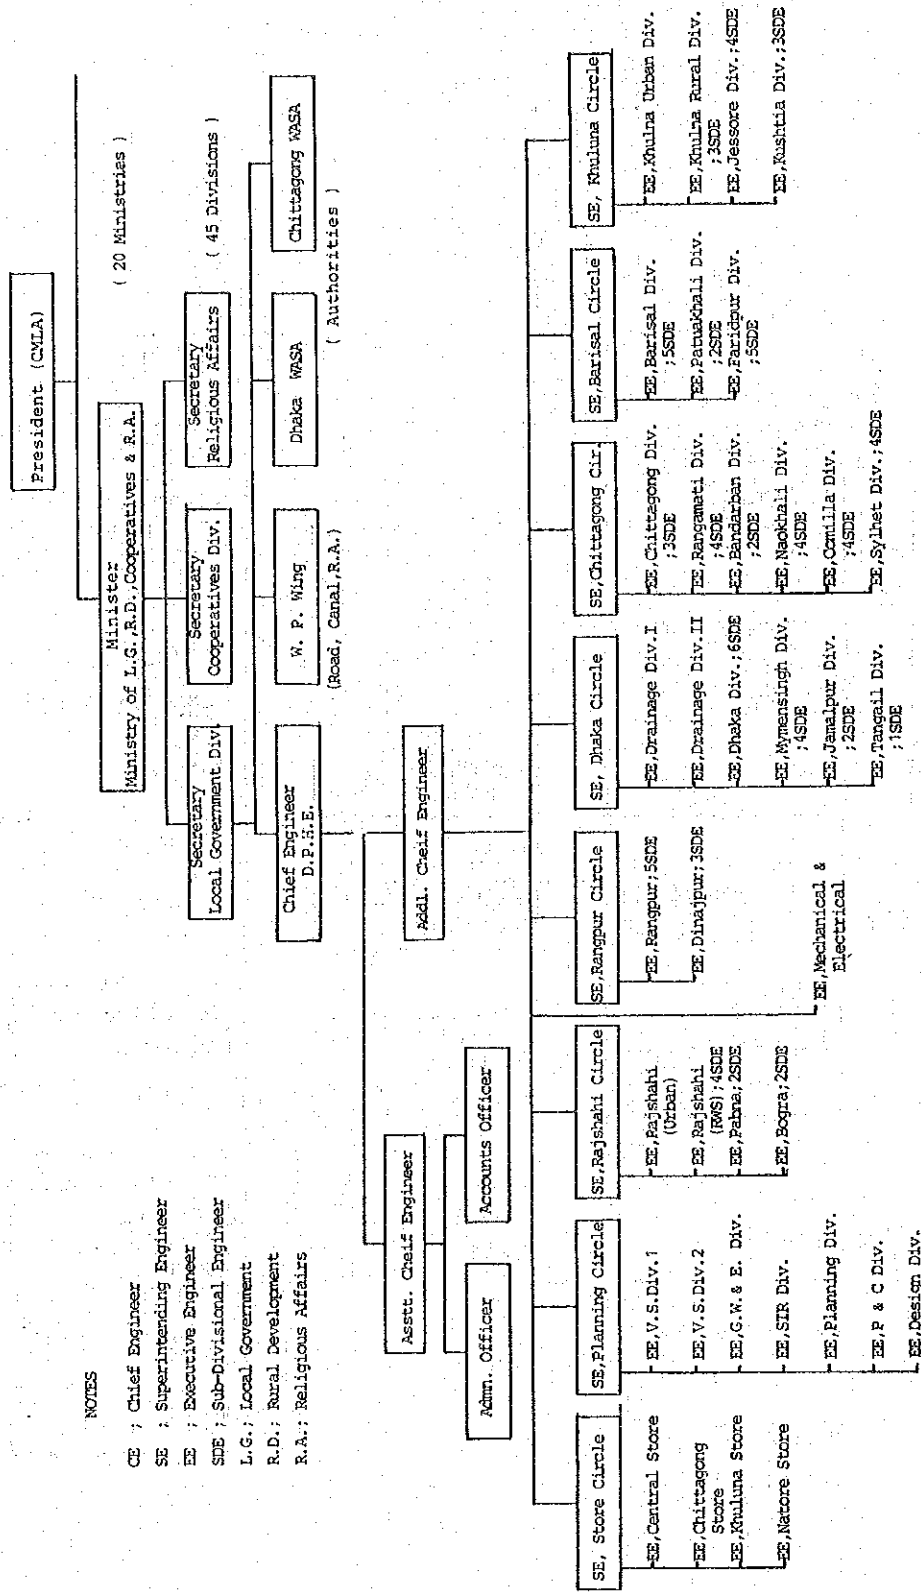 President (CMLA)
( 20 Ministries )
Minister
Ministry of L.G.,R.D.,Cooperatives & R.A.
Secretary
Local Government Div.
Secretary
Cooperatives Div.
Secretary
Religious Affairs
( 45 Divisions )
Chief Engineer
D.P.H.E.
W. P. Wing
(Road, Canal,R.A.)
Dhaka WASA
Chittagong WASA
( Authorities )
NOTES
CE ; Chief Engineer
SE ; Superintending Engineer
EE ; Executive Engineer
SDE ; Sub-Divisional Engineer
L.G.; Local Government
R.D.; Rural Development
R.A.; Religious Affairs
Asstt. Cheif Engineer
Addl. Cheif Engineer
Admn. Officer
Accounts Officer
SE, Store Circle
EE,Central Store
EE,Chittagong
Store
EE,Khuluna Store
EE,Natore Store
SE,Planning Circle
EE,V.S.Div.1
EE,V.S.Div.2
EE,G.W.& E. Div.
EE,SIR Div.
EE,Planning Div.
EE,P & C Div.
EE,Design Div.
SE,Rajshahi Circle
EE,Rajshahi
(Urban)
EE,Rajshahi
(RWS);4SDE
EE,Pabna;2SDE
EE,Bogra;2SDE
EE,Mechanical &
Electrical
SE,Rangpur Circle
EE,Rangpur;5SDE
EE,Dinajpur;3SDE
SE, Dhaka Circle
EE,Drainage Div.I
EE,Drainage Div.II
EE,Dhaka Div.;6SDE
EE,Mymensingh Div.
;4SDE
EE,Jamalpur Div.
;2SDE
EE,Tangail Div.
;1SDE
SE,Chittagong Cir.
EE,Chittagong Div.
;3SDE
EE,Rangamati Div.
;4SDE
EE,Bandarban Div.
;2SDE
EE,Naokhali Div.
;4SDE
EE,Comilla Div.
;4SDE
EE,Sylhet Div.;4SDE
SE,Barisal Circle
EE,Barisal Div.
;5SDE
EE,Patuakhali Div.
;2SDE
EE,Faridpur Div.
;5SDE
SE, Khuluna Circle
EE,Khulna Urban Div.
EE,Khulna Rural Div.
;3SDE
EE,Jessore Div.;4SDE
EE,Kushtia Div.;3SDE